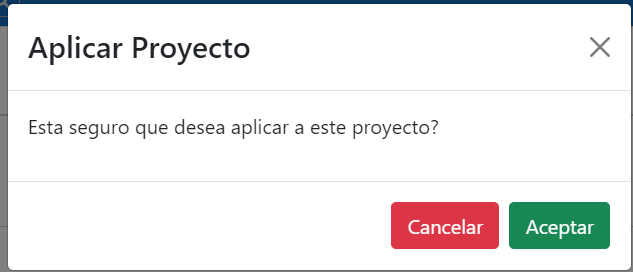 Aplicar Proyecto
Esta seguro que desea aplicar a este proyecto?
Cancelar Aceptar